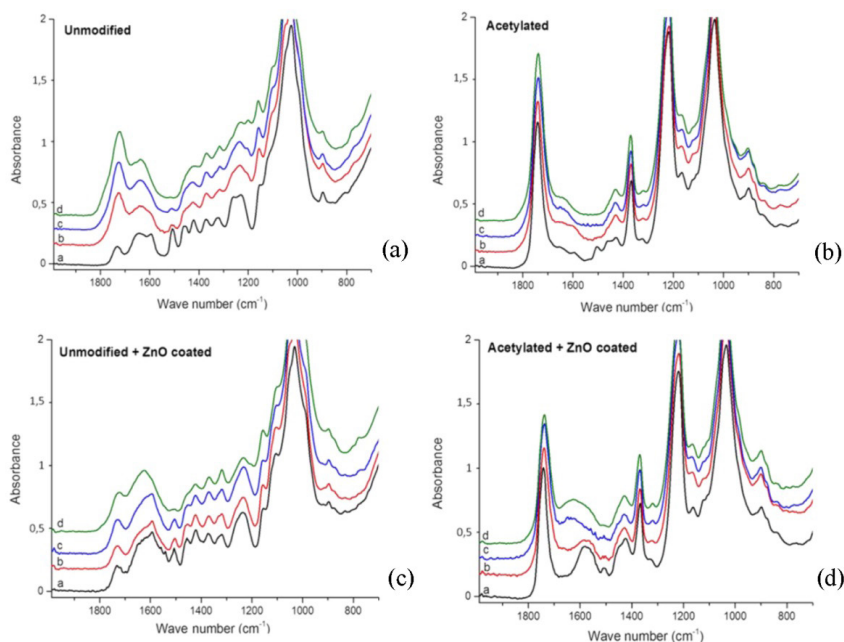 Unmodified
2
1,5
1
0,5
0
Absorbance
d
c
b
a
1800 1600 1400 1200 1000 800
Wave number (cm⁻¹)
(a)
Acetylated
2
1,5
1
0,5
0
Absorbance
d
c
b
a
1800 1600 1400 1200 1000 800
Wave number (cm⁻¹)
(b)
Unmodified + ZnO coated
2
1,5
1
0,5
0
Absorbance
d
c
b
a
1800 1600 1400 1200 1000 800
Wave number (cm⁻¹)
(c)
Acetylated + ZnO coated
2
1,5
1
0,5
0
Absorbance
d
c
b
a
1800 1600 1400 1200 1000 800
Wave number (cm⁻¹)
(d)